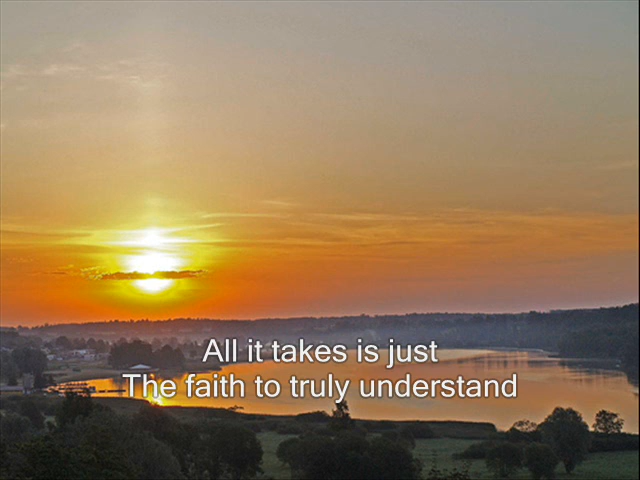 All it takes is just
The faith to truly understand